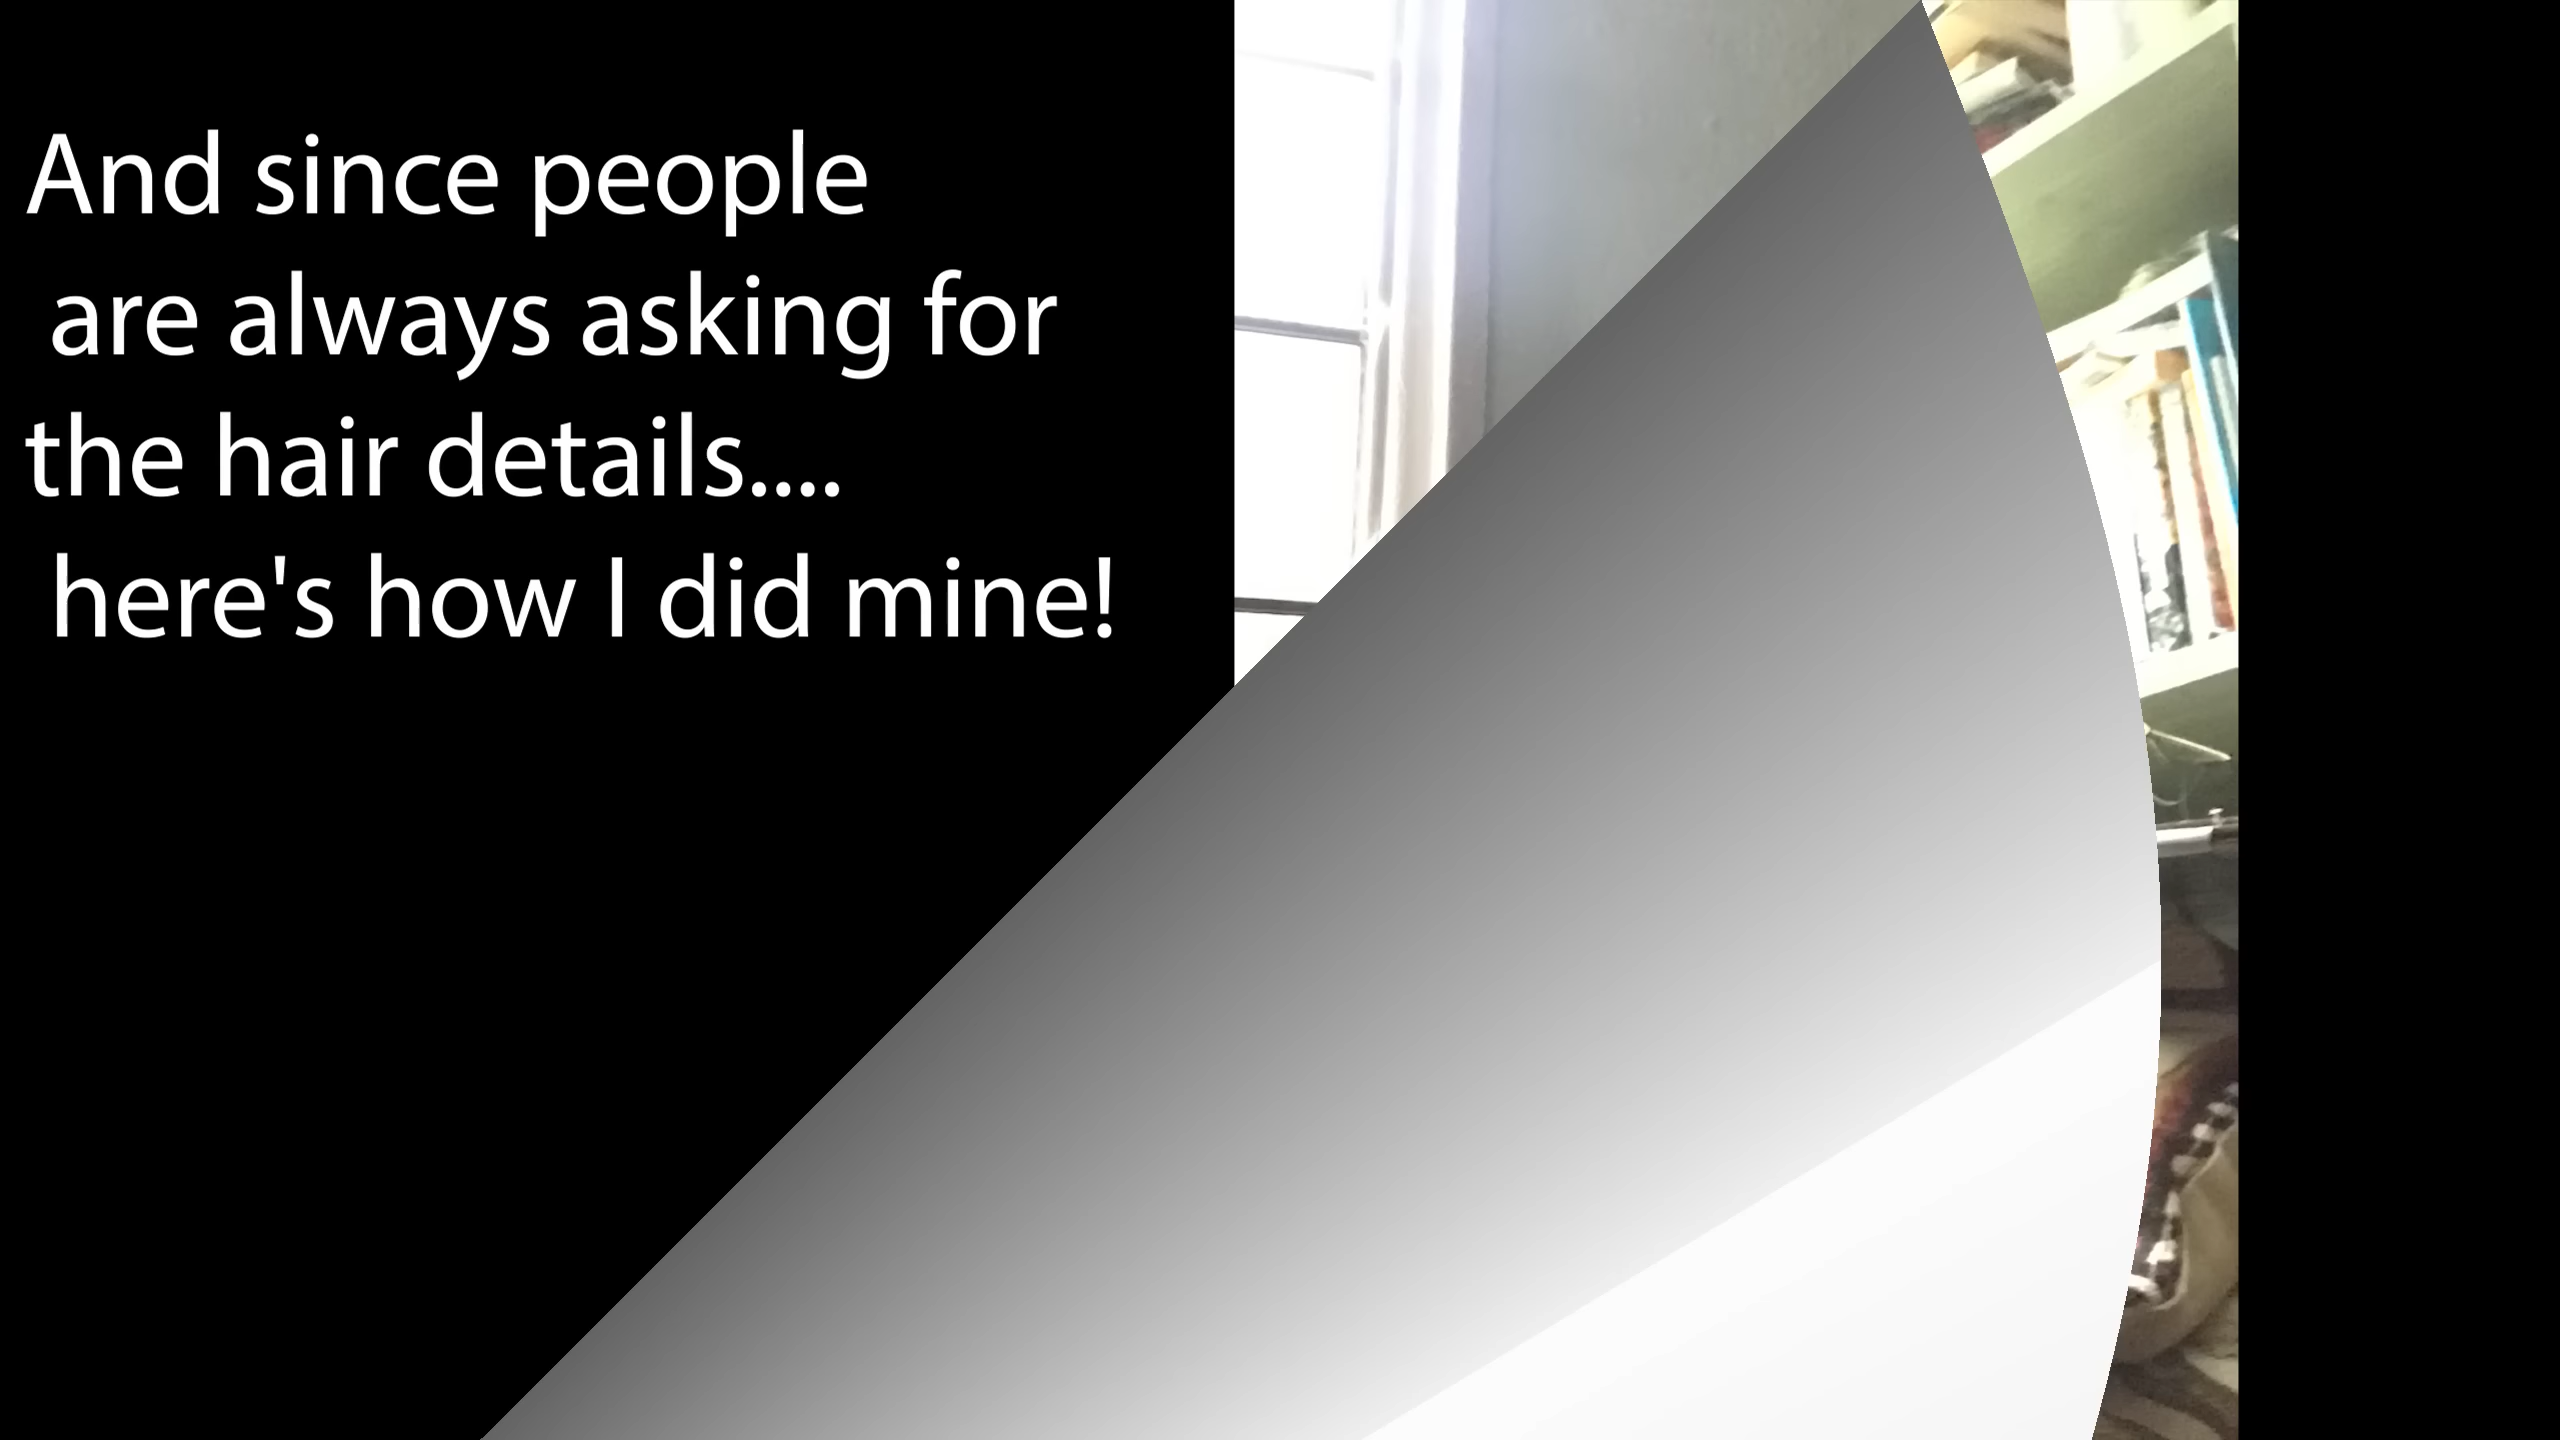 And since people
are always asking for
the hair details....
here's how I did mine!